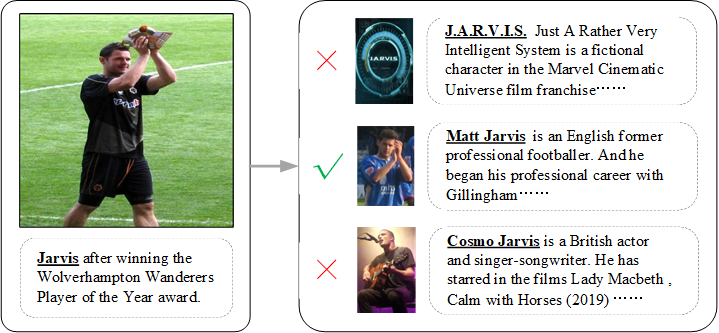 Jarvis after winning the
Wolverhampton Wanderers
Player of the Year award.
JARVIS
J.A.R.V.I.S. Just A Rather Very
Intelligent System is a fictional
character in the Marvel Cinematic
Universe film franchise······
Matt Jarvis is an English former
professional footballer. And he
began his professional career with
Gillingham······
Cosmo Jarvis is a British actor
and singer-songwriter. He has
starred in the films Lady Macbeth ,
Calm with Horses (2019) ······